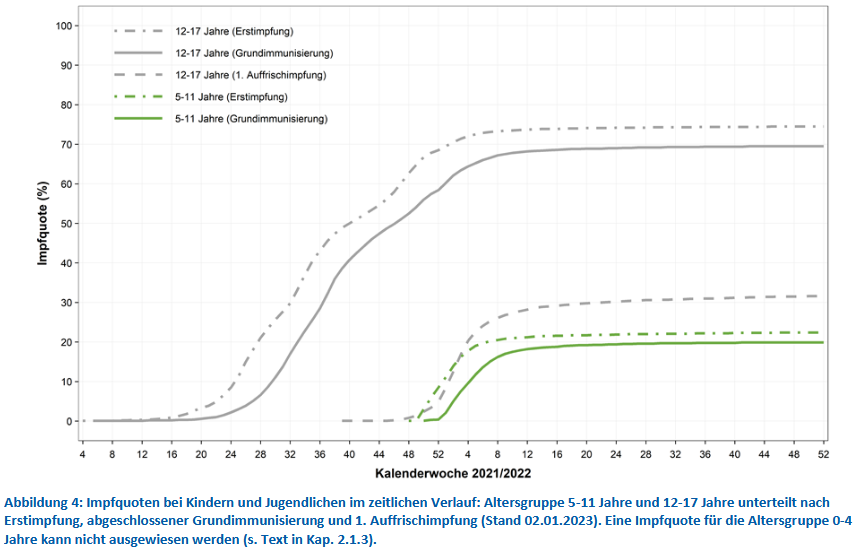 100
90
80
70
60
50
40
30
20
10
0
Impfquote (%)
12-17 Jahre (Erstimpfung)
12-17 Jahre (Grundimmunisierung)
12-17 Jahre (1. Auffrischimpfung)
5-11 Jahre (Erstimpfung)
5-11 Jahre (Grundimmunisierung)
4 8 12 16 20 24 28 32 36 40 44 48 52 4 8 12 16 20 24 28 32 36 40 44 48 52
Kalenderwoche 2021/2022
Abbildung 4: Impfquoten bei Kindern und Jugendlichen im zeitlichen Verlauf: Altersgruppe 5-11 Jahre und 12-17 Jahre unterteilt nach
Erstimpfung, abgeschlossener Grundimmunisierung und 1. Auffrischimpfung (Stand 02.01.2023). Eine Impfquote für die Altersgruppe 0-4
Jahre kann nicht ausgewiesen werden (s. Text in Kap. 2.1.3).